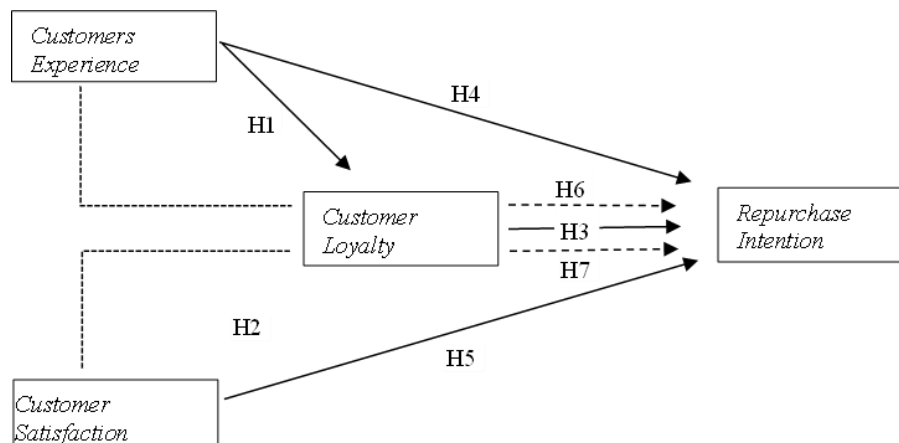 Customers
Experience
H4
H1
H6
Customer
Loyalty
H3
Repurchase
Intention
H7
H2
H5
Customer
Satisfaction